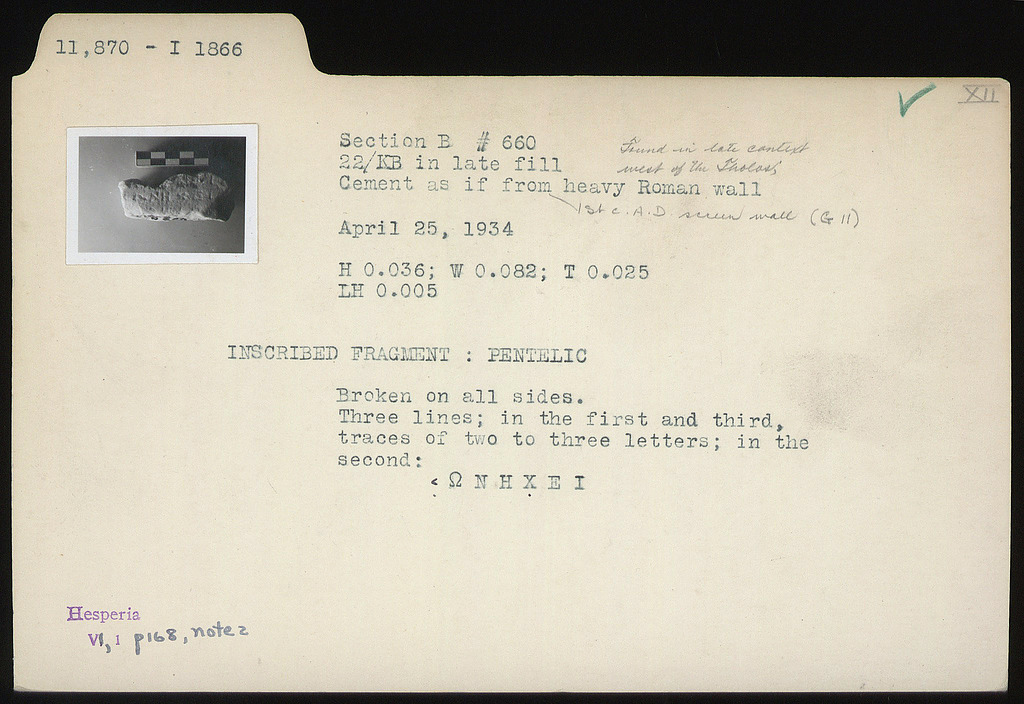 11,870 - I 1866
XII
Section B # 660
22/KB in late fill
Cement as if from heavy Roman wall
Found in late context
west of the Tholos
1st c. A.D. screen wall (G 11)
April 25, 1934
H 0.036; W 0.082; T 0.025
LH 0.005
INSCRIBED FRAGMENT : PENTELIC
Broken on all sides.
Three lines; in the first and third,
traces of two to three letters; in the
second:
< Ω Ν Η Χ Ε Ι
Hesperia
VI, 1 p168, note 2